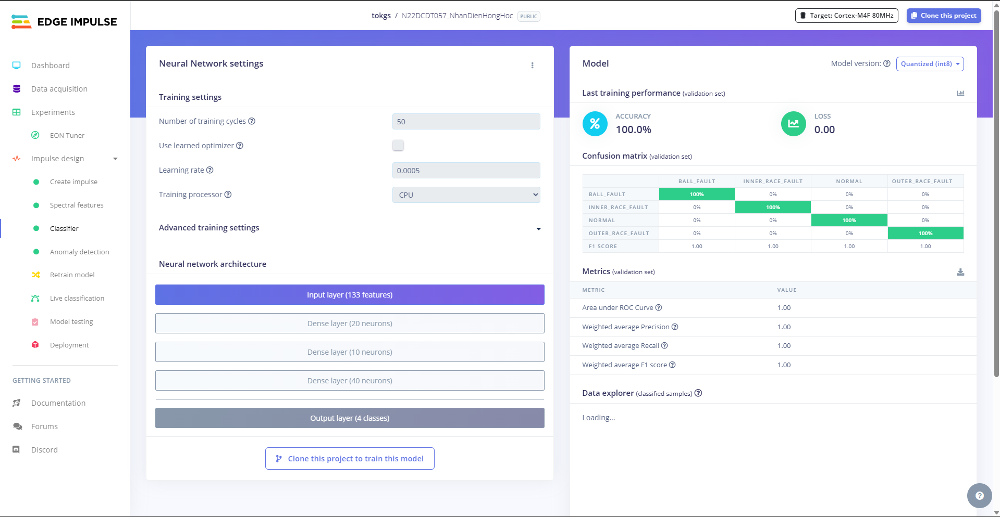 EDGE IMPULSE
tokgs / N22DCDT057_NhanDienHongHoc PUBLIC
Target: Cortex-M4F 80MHz
Clone this project
Dashboard
Data acquisition
Experiments
EON Tuner
Impulse design
Create impulse
Spectral features
Classifier
Anomaly detection
Retrain model
Live classification
Model testing
Deployment
GETTING STARTED
Documentation
Forums
Discord
Neural Network settings
Training settings
Number of training cycles 50
Use learned optimizer
Learning rate 0.0005
Training processor CPU
Advanced training settings
Neural network architecture
Input layer (133 features)
Dense layer (20 neurons)
Dense layer (10 neurons)
Dense layer (40 neurons)
Output layer (4 classes)
Clone this project to train this model
Model
Model version: Quantized (int8)
Last training performance (validation set)
% ACCURACY
100.0%
LOSS
0.00
Confusion matrix (validation set)
BALL_FAULT INNER_RACE_FAULT NORMAL OUTER_RACE_FAULT
BALL_FAULT 100% 0% 0% 0%
INNER_RACE_FAULT 0% 100% 0% 0%
NORMAL 0% 0% 100% 0%
OUTER_RACE_FAULT 0% 0% 0% 100%
F1 SCORE 1.00 1.00 1.00 1.00
Metrics (validation set)
METRIC VALUE
Area under ROC Curve 1.00
Weighted average Precision 1.00
Weighted average Recall 1.00
Weighted average F1 score 1.00
Data explorer (classified samples)
Loading...